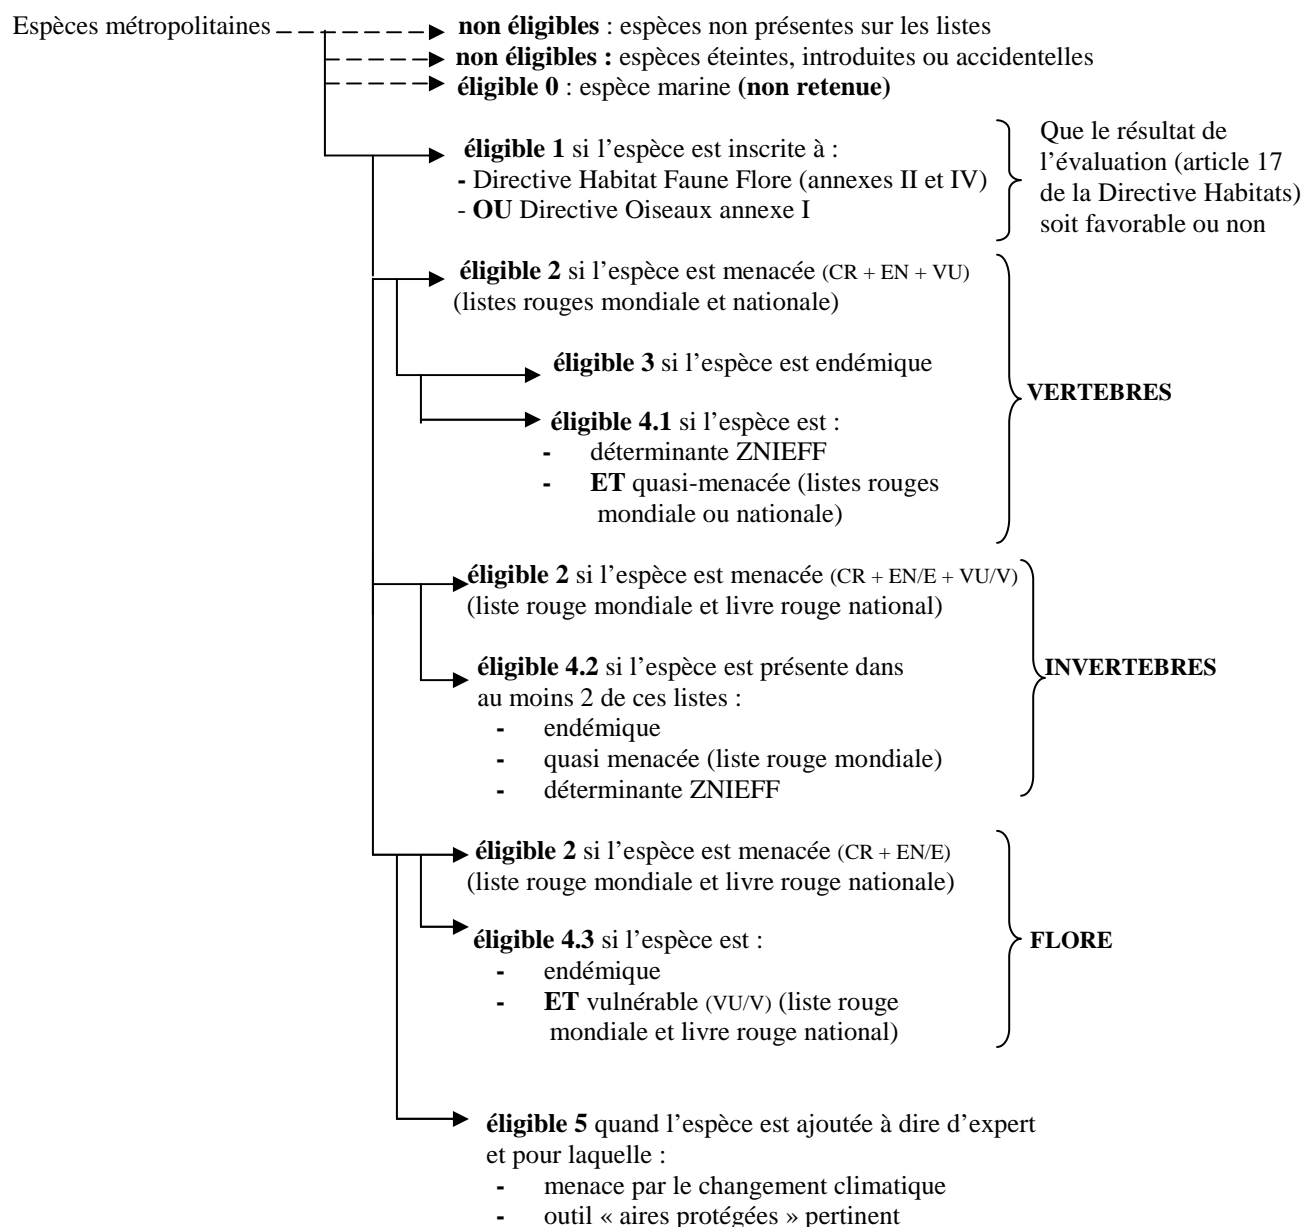 Espèces métropolitaines
non éligibles : espèces non présentes sur les listes
non éligibles : espèces éteintes, introduites ou accidentelles
éligible 0 : espèce marine (non retenue)
éligible 1 si l’espèce est inscrite à :
- Directive Habitat Faune Flore (annexes II et IV)
- OU Directive Oiseaux annexe I
Que le résultat de
l’évaluation (article 17
de la Directive Habitats)
soit favorable ou non
éligible 2 si l’espèce est menacée (CR + EN + VU)
(listes rouges mondiale et nationale)
éligible 3 si l’espèce est endémique
éligible 4.1 si l’espèce est :
- déterminante ZNIEFF
- ET quasi-menacée (listes rouges
mondiale ou nationale)
VERTEBRES
éligible 2 si l’espèce est menacée (CR + EN/E + VU/V)
(liste rouge mondiale et livre rouge national)
éligible 4.2 si l’espèce est présente dans
au moins 2 de ces listes :
- endémique
- quasi menacée (liste rouge mondiale)
- déterminante ZNIEFF
INVERTEBRES
éligible 2 si l’espèce est menacée (CR + EN/E)
(liste rouge mondiale et livre rouge nationale)
éligible 4.3 si l’espèce est :
- endémique
- ET vulnérable (VU/V) (liste rouge
mondiale et livre rouge national)
FLORE
éligible 5 quand l’espèce est ajoutée à dire d’expert
et pour laquelle :
- menace par le changement climatique
- outil « aires protégées » pertinent